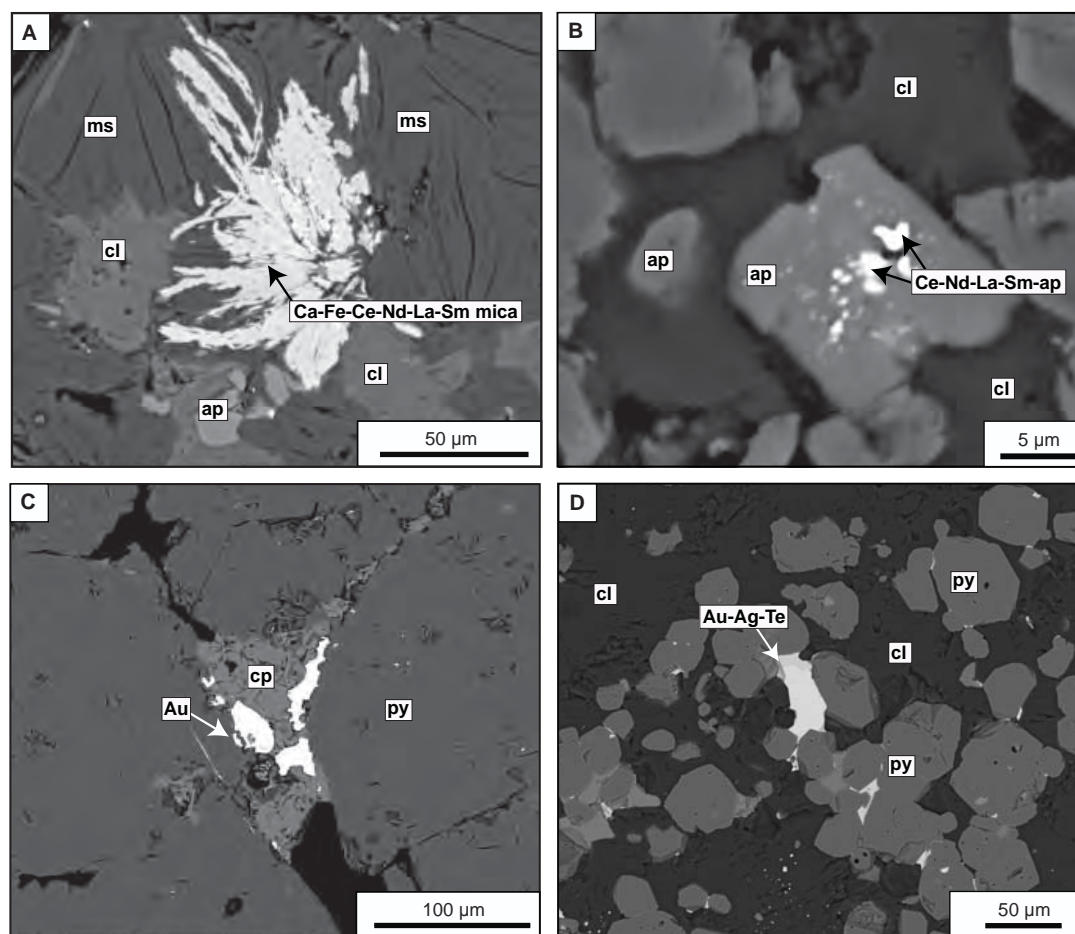 A
ms
ms
cl
Ca-Fe-Ce-Nd-La-Sm mica
cl
ap
50 µm
B
cl
ap
ap
Ce-Nd-La-Sm-ap
cl
5 µm
C
cp
Au
py
100 µm
D
py
cl
Au-Ag-Te
cl
py
50 µm